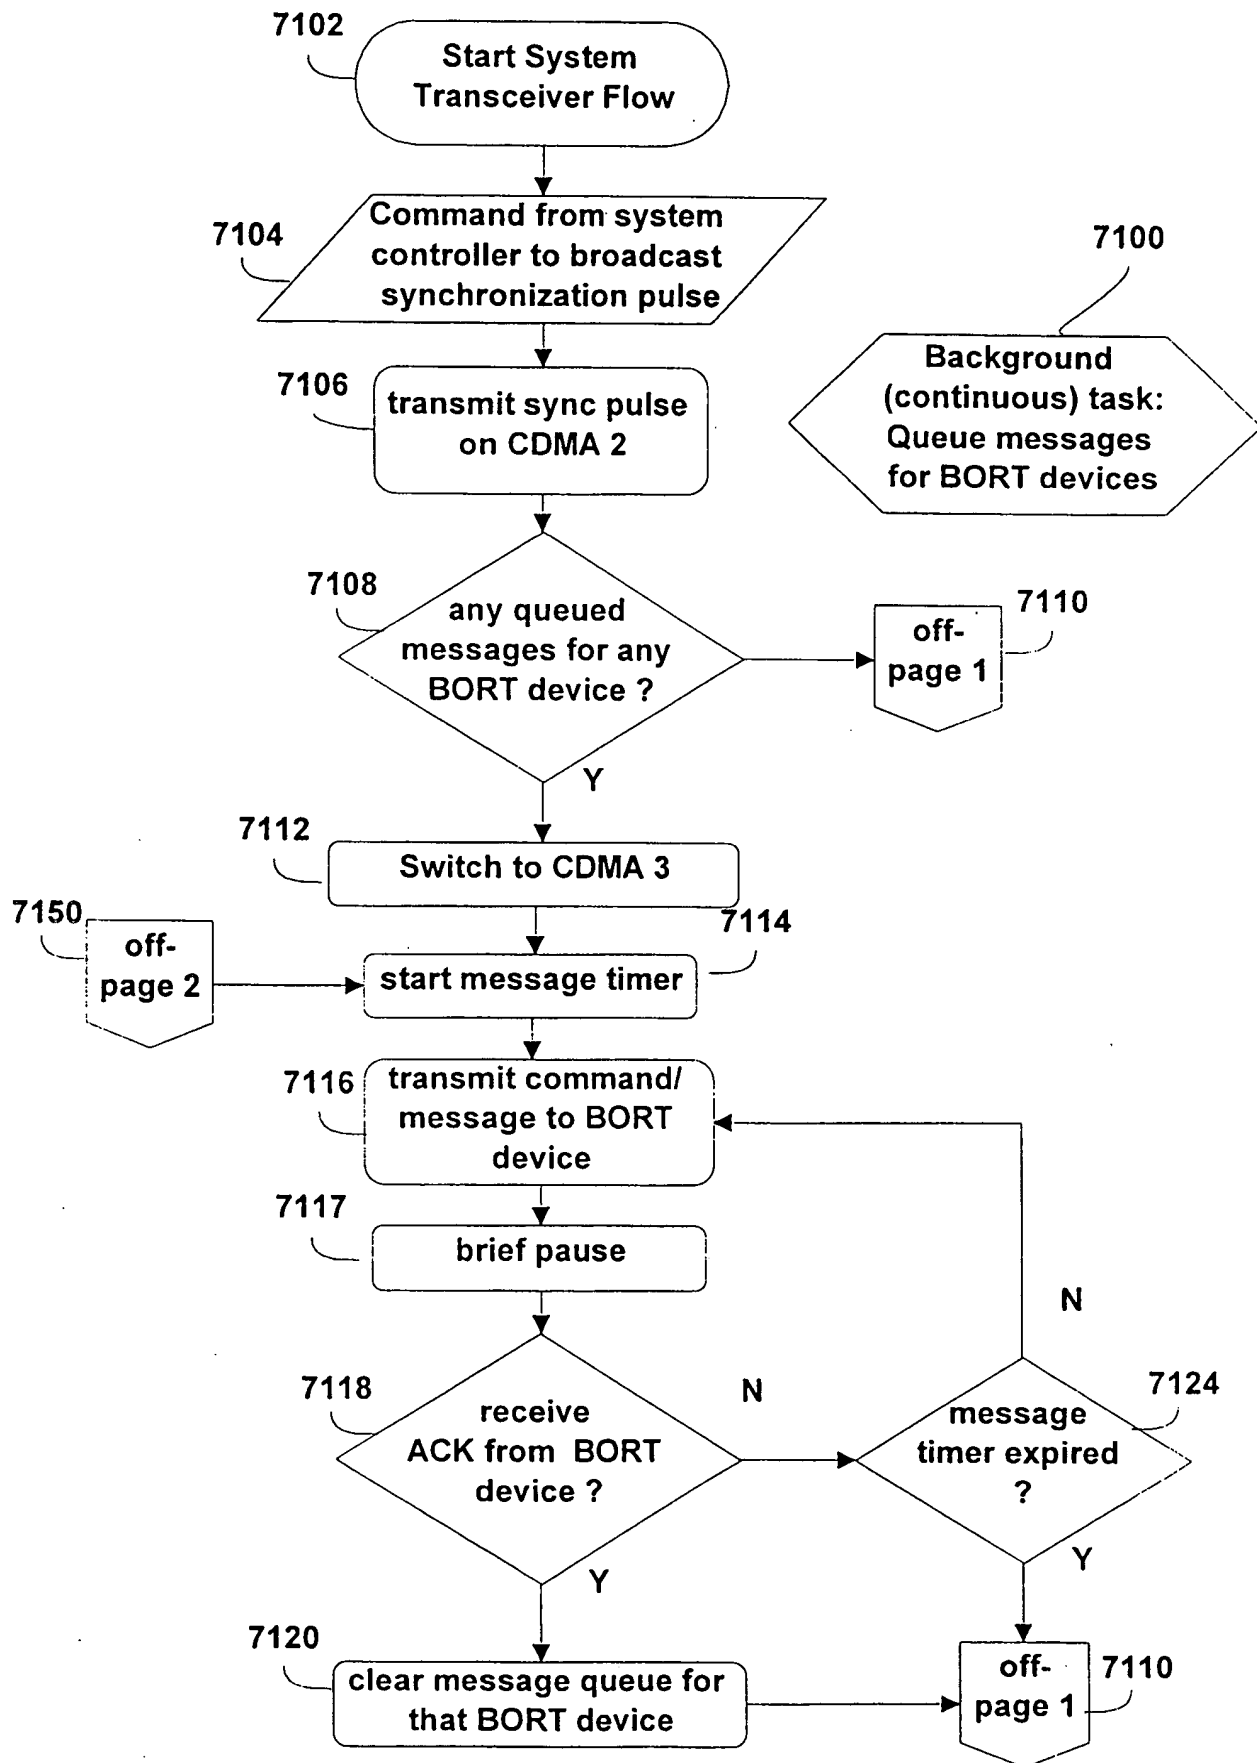 7102
Start System
Transceiver Flow
7104
Command from system
controller to broadcast
synchronization pulse
7100
Background
(continuous) task:
Queue messages
for BORT devices
7106
transmit sync pulse
on CDMA 2
7108
any queued
messages for any
BORT device ?
7110
off-
page 1
Y
7112
Switch to CDMA 3
7150
off-
page 2
7114
start message timer
7116
transmit command/
message to BORT
device
7117
brief pause
N
7118
receive
ACK from BORT
device ?
N
7124
message
timer expired
?
Y
Y
7120
clear message queue for
that BORT device
off-
page 1
7110